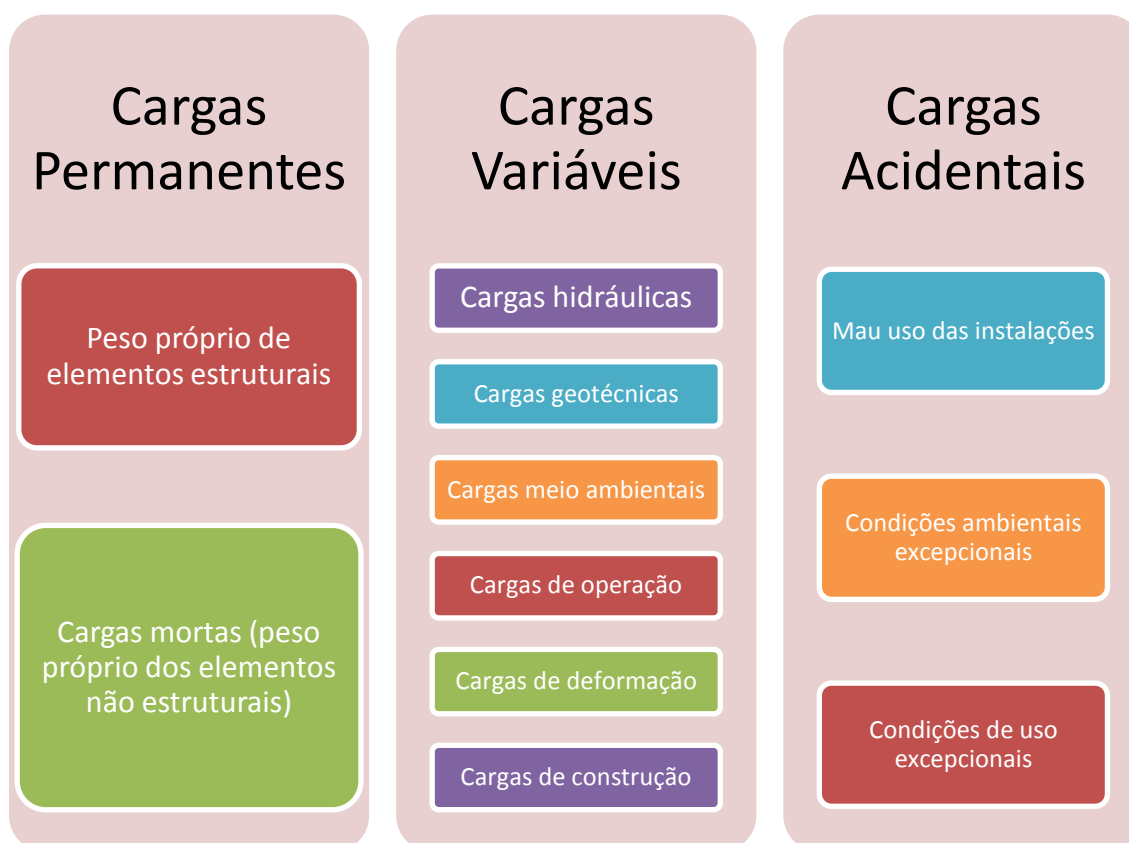 Cargas
Permanentes
Peso próprio de
elementos estruturais
Cargas mortas (peso
próprio dos elementos
não estruturais)
Cargas
Variáveis
Cargas hidráulicas
Cargas geotécnicas
Cargas meio ambientais
Cargas de operação
Cargas de deformação
Cargas de construção
Cargas
Acidentais
Mau uso das instalações
Condições ambientais
excepcionais
Condições de uso
excepcionais